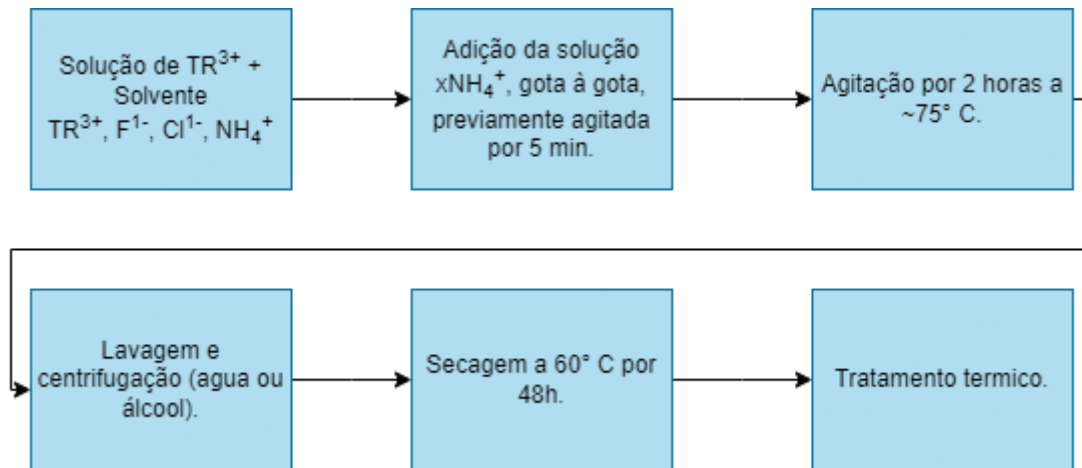 Solução de TR³⁺ +
Solvente
TR³⁺, F¹⁻, Cl¹⁻, NH₄⁺
Adição da solução
xNH₄⁺, gota à gota,
previamente agitada
por 5 min.
Agitação por 2 horas a
~75° C.
Lavagem e
centrifugação (agua ou
álcool).
Secagem a 60° C por
48h.
Tratamento termico.